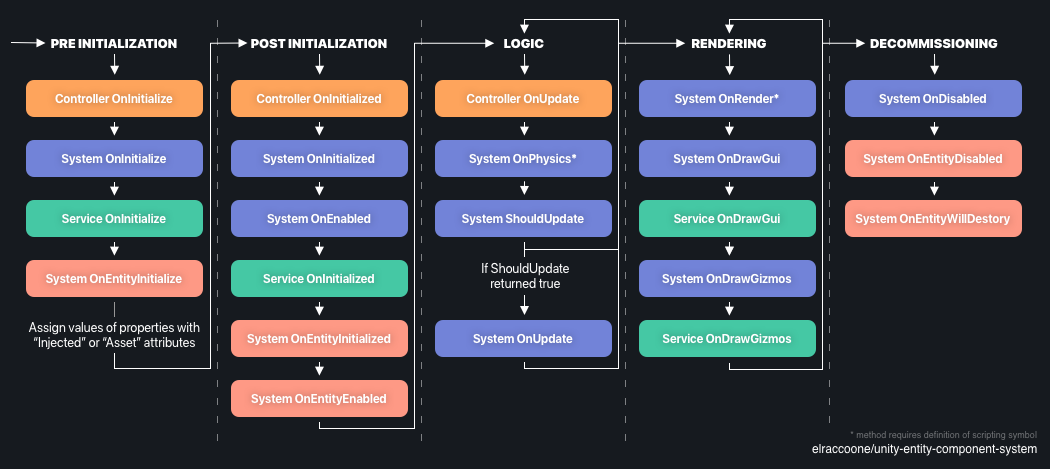 PRE INITIALIZATION
Controller OnInitialize
System OnInitialize
Service OnInitialize
System OnEntityInitialize
Assign values of properties with
“Injected” or “Asset” attributes
POST INITIALIZATION
Controller OnInitialized
System OnInitialized
System OnEnabled
Service OnInitialized
System OnEntityInitialized
System OnEntityEnabled
LOGIC
Controller OnUpdate
System OnPhysics*
System ShouldUpdate
If ShouldUpdate
returned true
System OnUpdate
RENDERING
System OnRender*
System OnDrawGui
Service OnDrawGui
System OnDrawGizmos
Service OnDrawGizmos
DECOMMISSIONING
System OnDisabled
System OnEntityDisabled
System OnEntityWillDestory
* method requires definition of scripting symbol
elraccoone/unity-entity-component-system